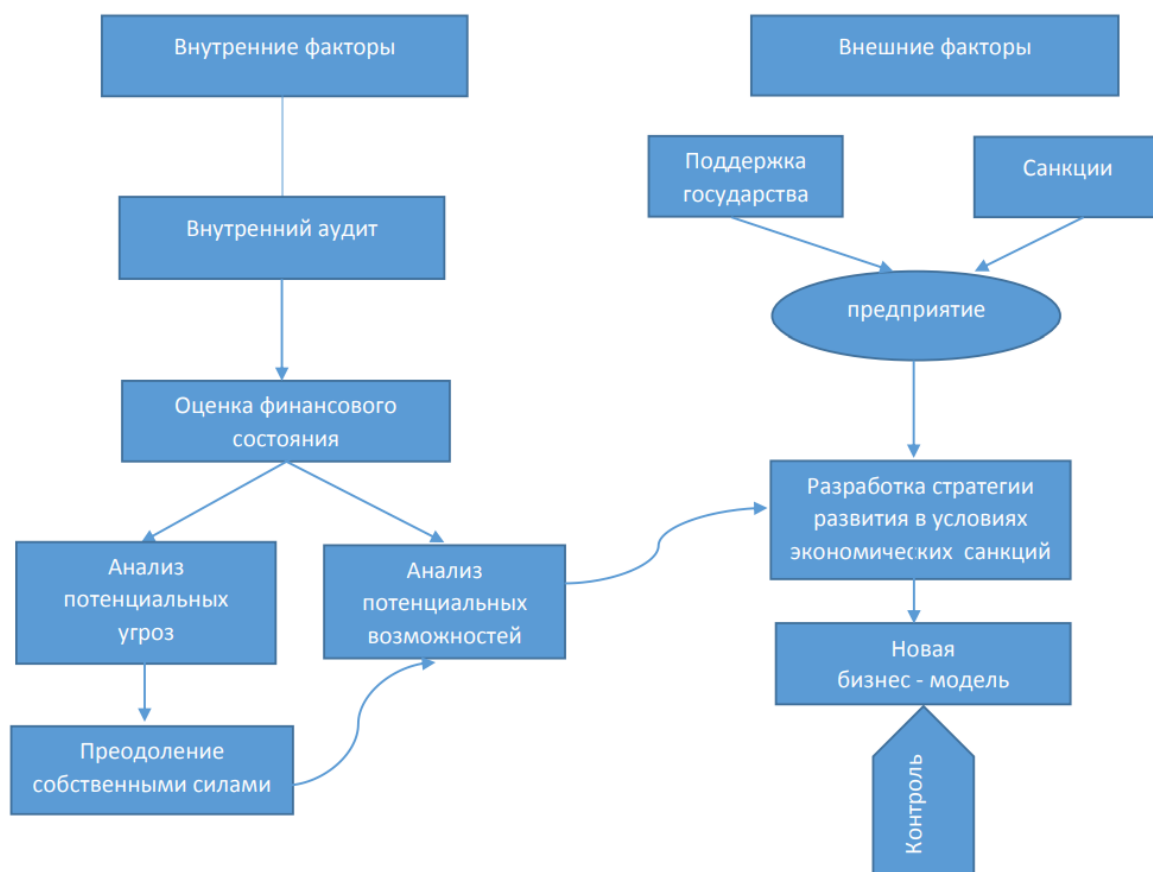 Внутренние факторы
Внешние факторы
Поддержка
государства
Санкции
Внутренний аудит
предприятие
Оценка финансового
состояния
Разработка стратегии
развития в условиях
экономических санкций
Анализ
потенциальных
угроз
Анализ
потенциальных
возможностей
Новая
бизнес - модель
Преодоление
собственными силами
Контроль